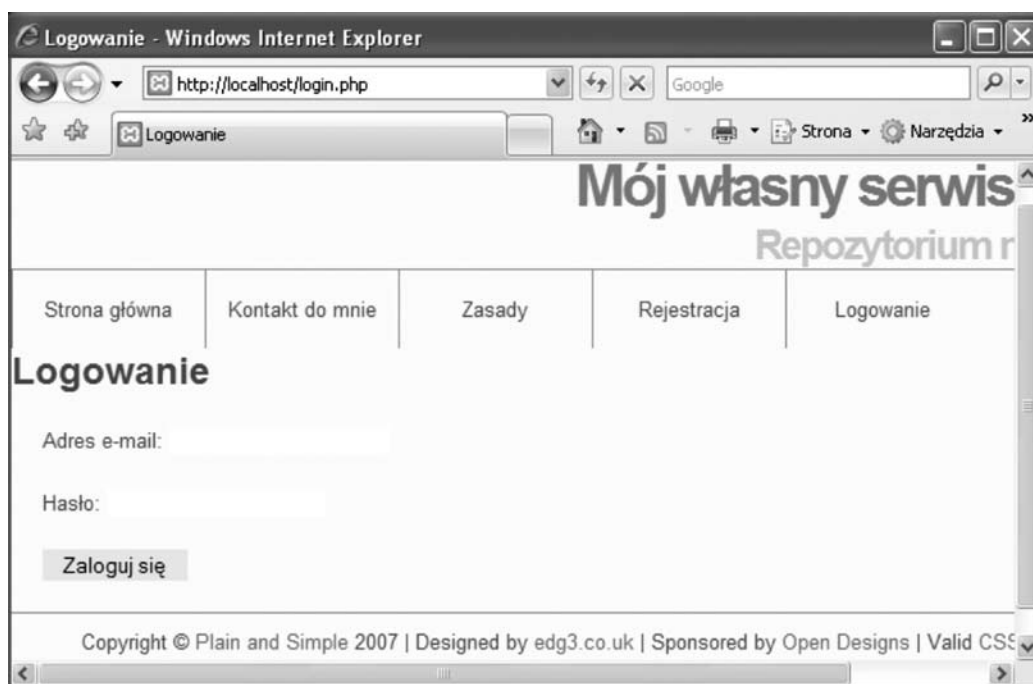 Logowanie - Windows Internet Explorer
http://localhost/login.php
Google
Logowanie
Strona
Narzędzia
Mój własny serwis
Repozytorium
Strona główna
Kontakt do mnie
Zasady
Rejestracja
Logowanie
Logowanie
Adres e-mail:
Hasło:
Zaloguj się
Copyright © Plain and Simple 2007 | Designed by edg3.co.uk | Sponsored by Open Designs | Valid CSS